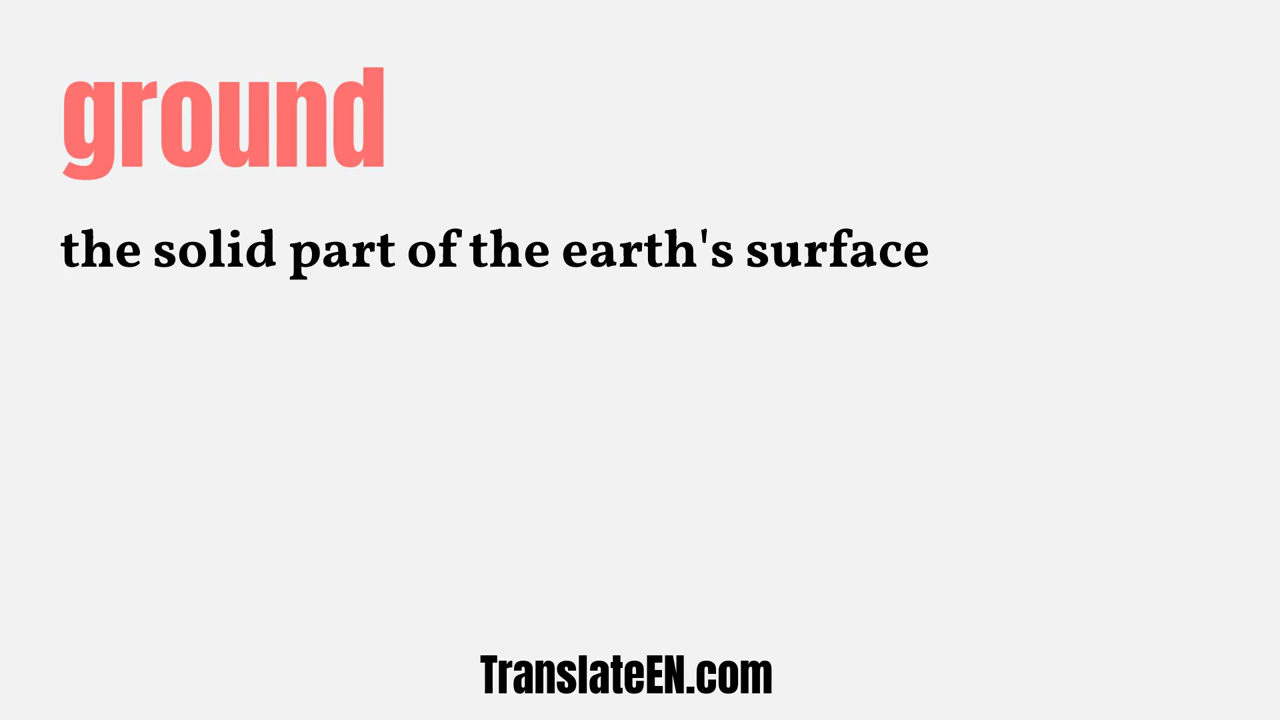 ground
the solid part of the earth's surface
TranslateEN.com